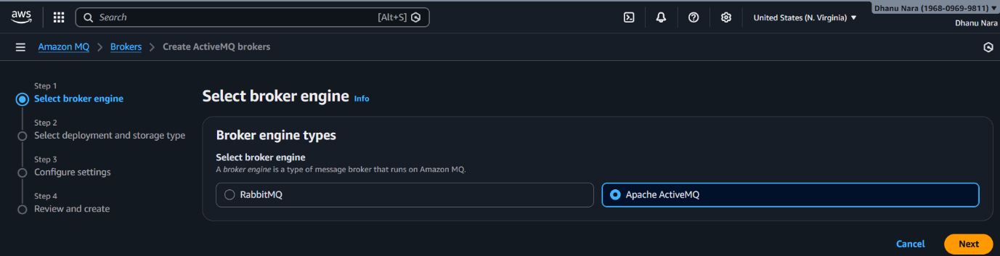 aws
Search [Alt+S]
United States (N. Virginia)
Dhanu Nara (1968-0969-9811)
Dhanu Nara
Amazon MQ > Brokers > Create ActiveMQ brokers
Step 1
Select broker engine
Step 2
Select deployment and storage type
Step 3
Configure settings
Step 4
Review and create
Select broker engine Info
Broker engine types
Select broker engine
A broker engine is a type of message broker that runs on Amazon MQ.
RabbitMQ
Apache ActiveMQ
Cancel
Next